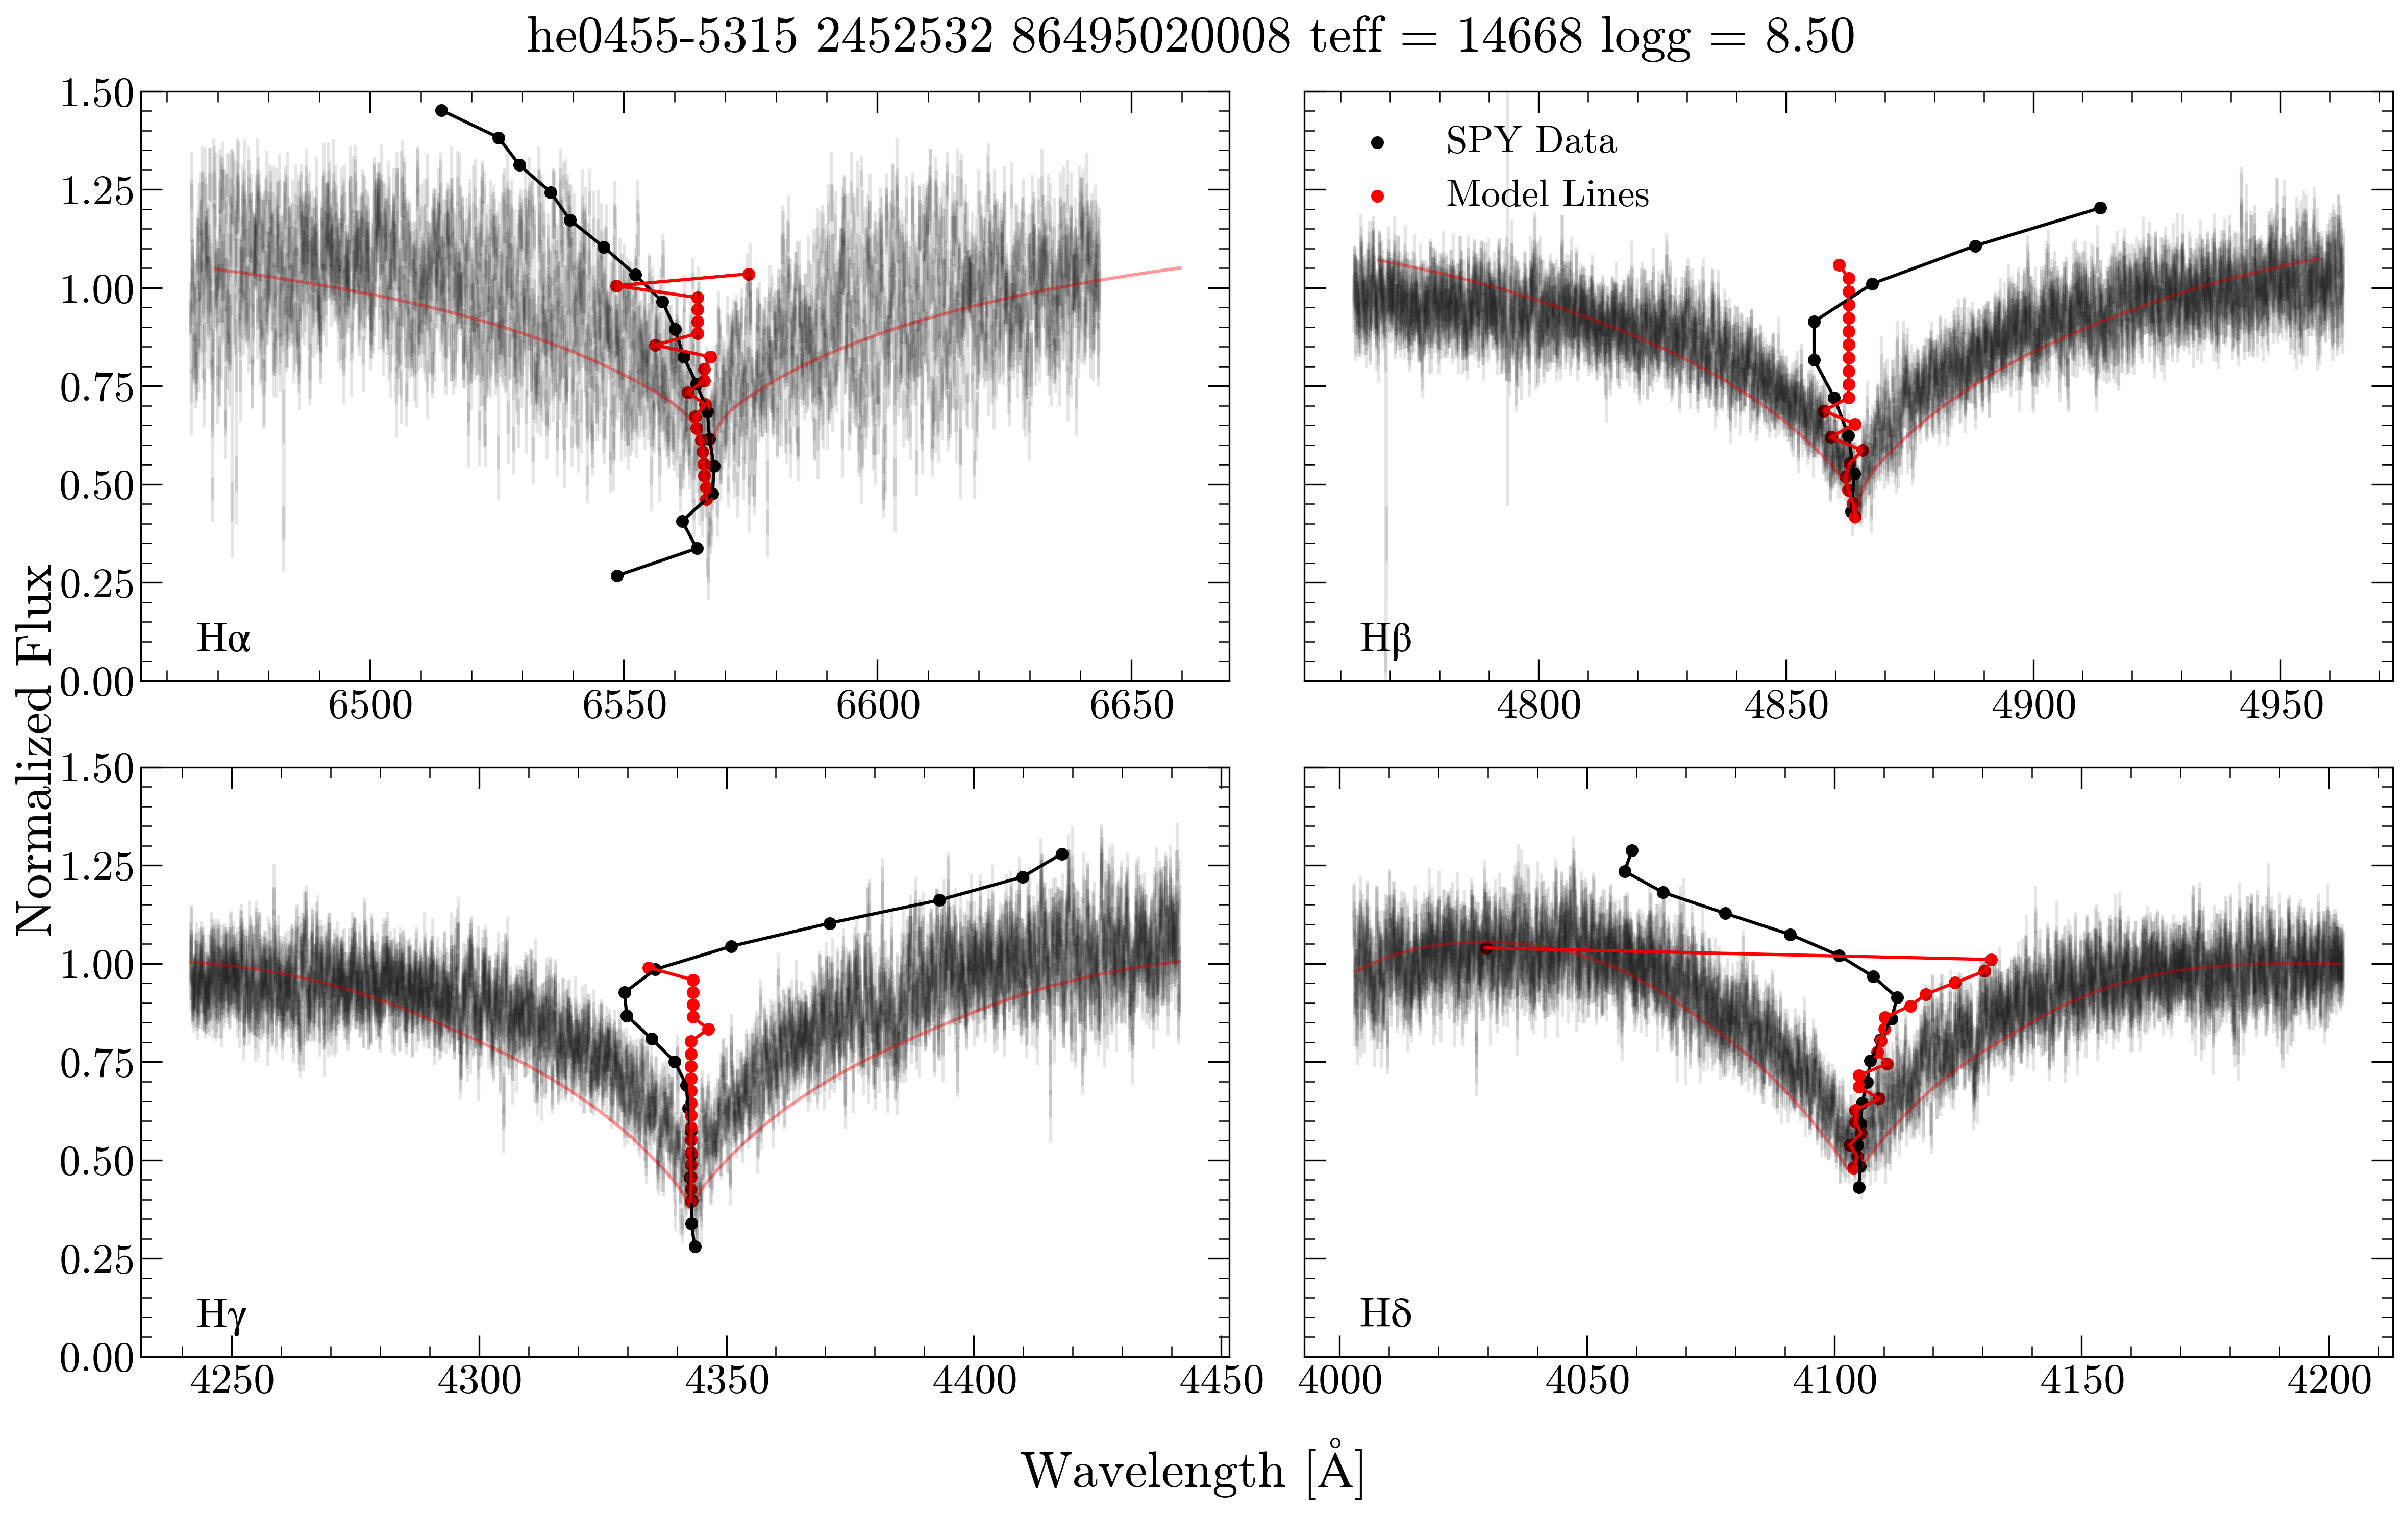 he0455-5315 2452532 86495020008 teff = 14668 logg = 8.50
Normalized Flux
1.50
1.25
1.00
0.75
0.50
0.25
0.00
Hα
6500 6550 6600 6650
SPY Data
Model Lines
Hβ
4800 4850 4900 4950
1.50
1.25
1.00
0.75
0.50
0.25
0.00
Hγ
4250 4300 4350 4400 4450
Hδ
4000 4050 4100 4150 4200
Wavelength [Å]